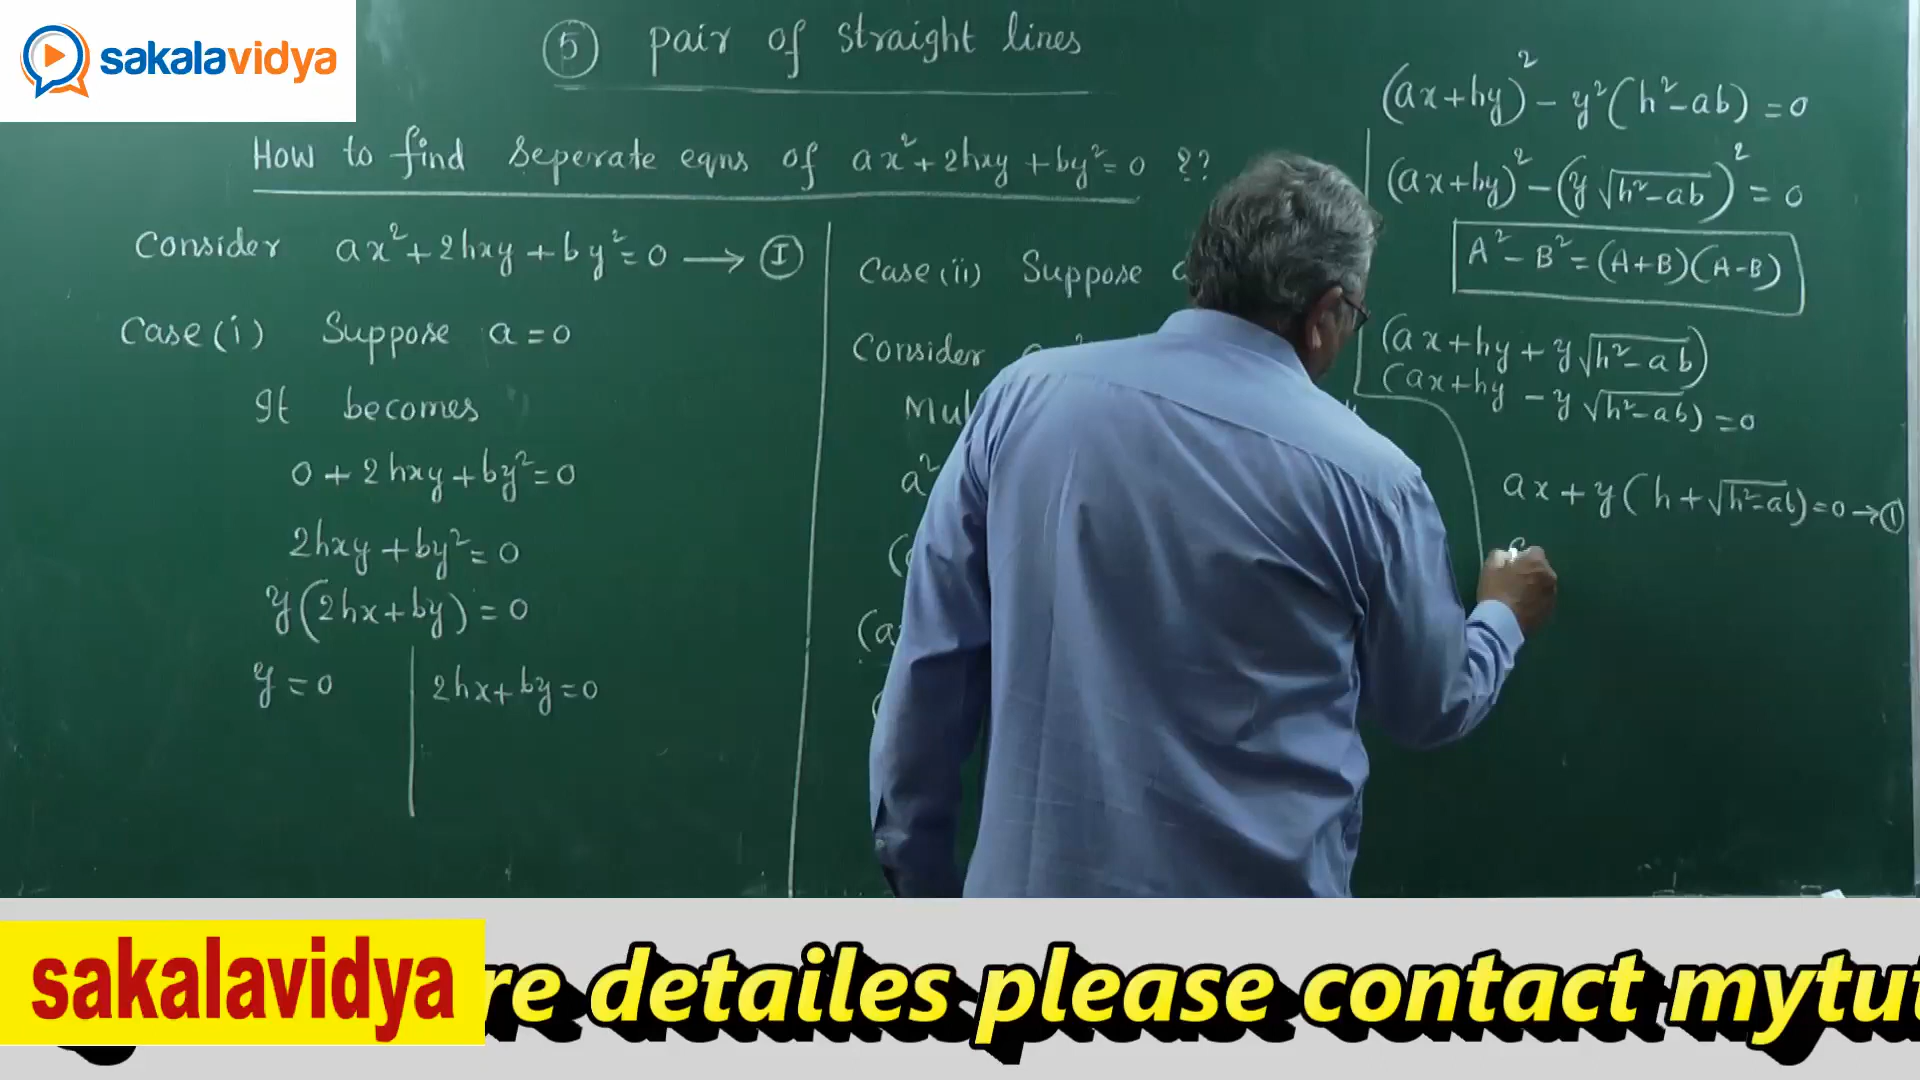 sakalavidya
5 pair of straight lines
How to find seperate eqns of ax²+2hxy+by²=0 ??
Consider ax²+2hxy+by²=0 → I
Case(i) Suppose a=0
It becomes
0+2hxy+by²=0
2hxy+by²=0
y(2hx+by)=0
y=0 | 2hx+by=0
Case(ii) Suppose
Consider
a²
(ax+hy)²-y²(h²-ab)=0
(ax+hy)²-(y√(h²-ab))²=0
A²-B²=(A+B)(A-B)
(ax+hy+y√(h²-ab))
(ax+hy-y√(h²-ab))=0
ax+y(h+√(h²-ab))=0→1
sakalavidya
detailes please contact